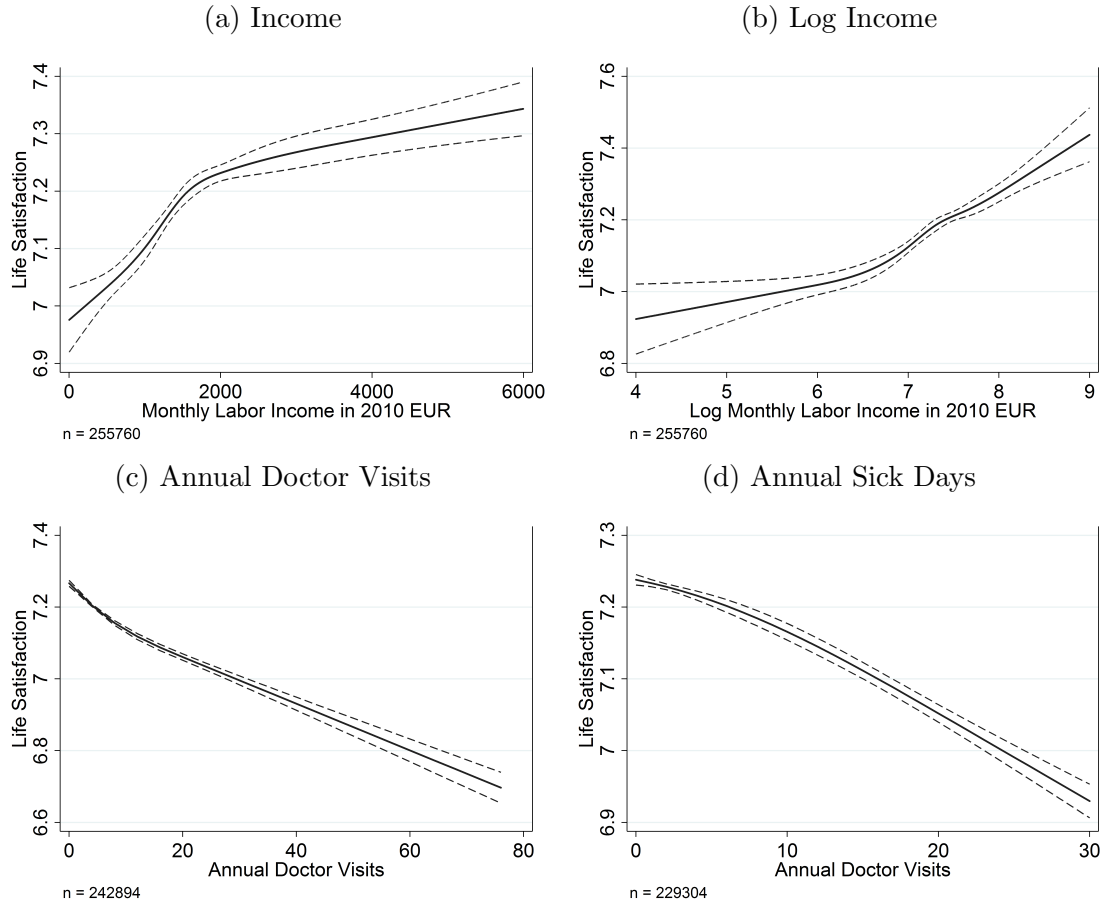 (a) Income
7.4
7.3
7.2
7.1
7
6.9
Life Satisfaction
0 2000 4000 6000
Monthly Labor Income in 2010 EUR
n = 255760
(b) Log Income
7.6
7.4
7.2
7
6.8
Life Satisfaction
4 5 6 7 8 9
Log Monthly Labor Income in 2010 EUR
n = 255760
(c) Annual Doctor Visits
7.4
7.2
7
6.8
6.6
Life Satisfaction
0 20 40 60 80
Annual Doctor Visits
n = 242894
(d) Annual Sick Days
7.3
7.2
7.1
7
6.9
Life Satisfaction
0 10 20 30
Annual Doctor Visits
n = 229304